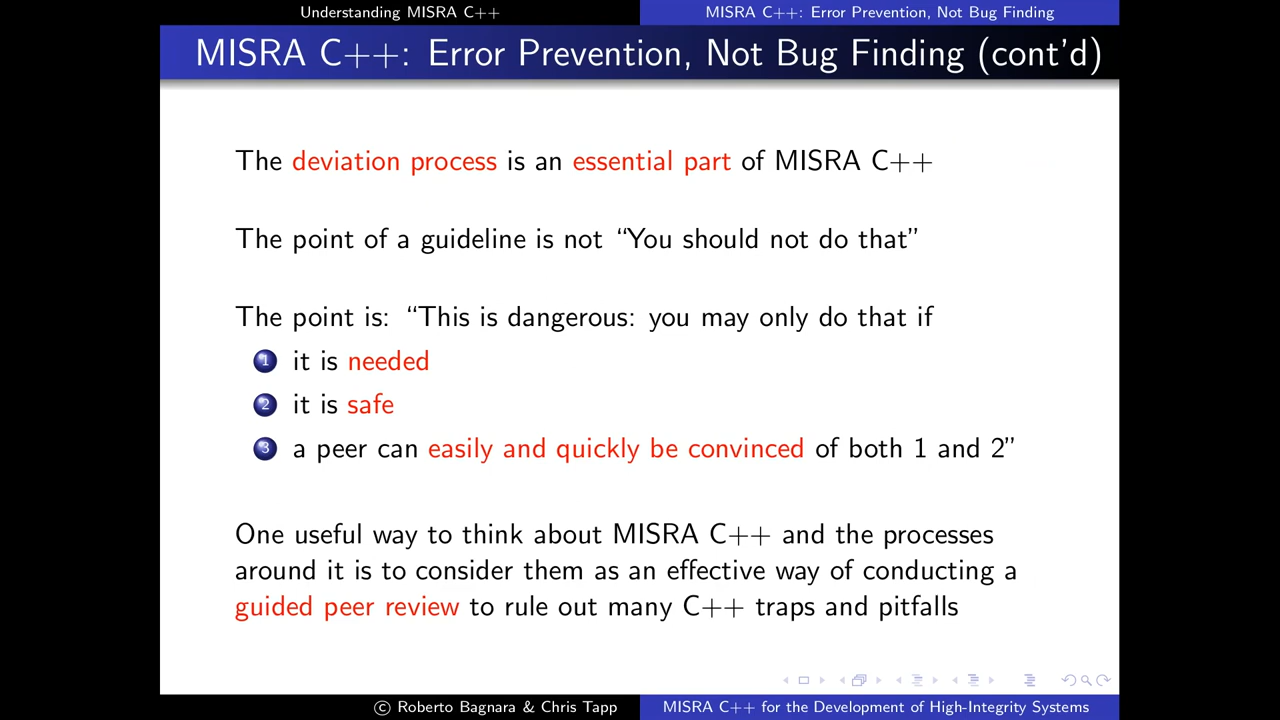 Understanding MISRA C++
MISRA C++: Error Prevention, Not Bug Finding
MISRA C++: Error Prevention, Not Bug Finding (cont'd)
The deviation process is an essential part of MISRA C++
The point of a guideline is not “You should not do that”
The point is: “This is dangerous: you may only do that if
1 it is needed
2 it is safe
3 a peer can easily and quickly be convinced of both 1 and 2”
One useful way to think about MISRA C++ and the processes
around it is to consider them as an effective way of conducting a
guided peer review to rule out many C++ traps and pitfalls
© Roberto Bagnara & Chris Tapp
MISRA C++ for the Development of High-Integrity Systems